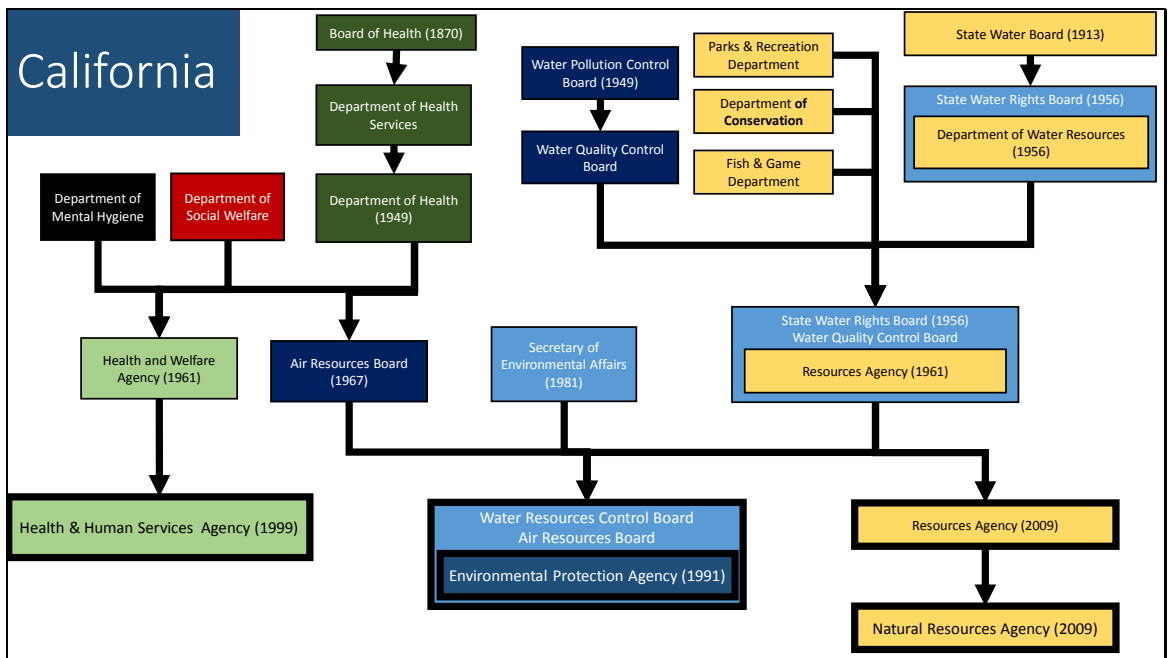 California
Board of Health (1870)
Department of Health
Services
Department of Health
(1949)
Department of
Mental Hygiene
Department of
Social Welfare
Water Pollution Control
Board (1949)
Water Quality Control
Board
Parks & Recreation
Department
Department of
Conservation
Fish & Game
Department
State Water Board (1913)
State Water Rights Board (1956)
Department of Water Resources
(1956)
Health and Welfare
Agency (1961)
Air Resources Board
(1967)
Secretary of
Environmental Affairs
(1981)
State Water Rights Board (1956)
Water Quality Control Board
Resources Agency (1961)
Health & Human Services Agency (1999)
Water Resources Control Board
Air Resources Board
Environmental Protection Agency (1991)
Resources Agency (2009)
Natural Resources Agency (2009)